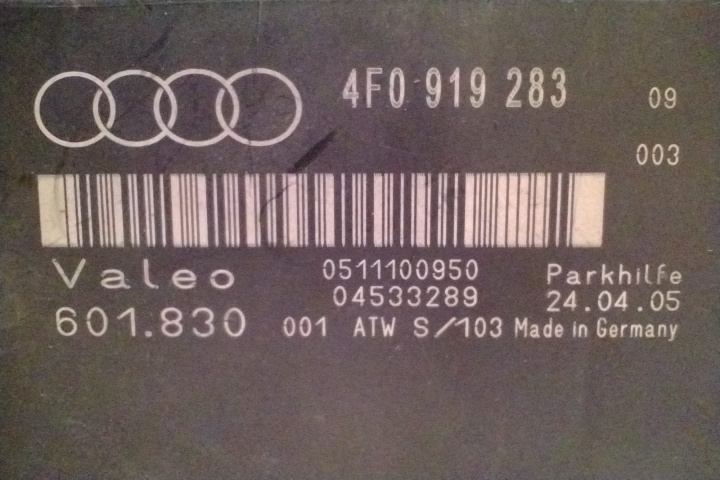 4F0 919 283 09
003
Valeo 0511100950 Parkhilfe
04533289 24.04.05
601.830 001 ATW S/103 Made in Germany